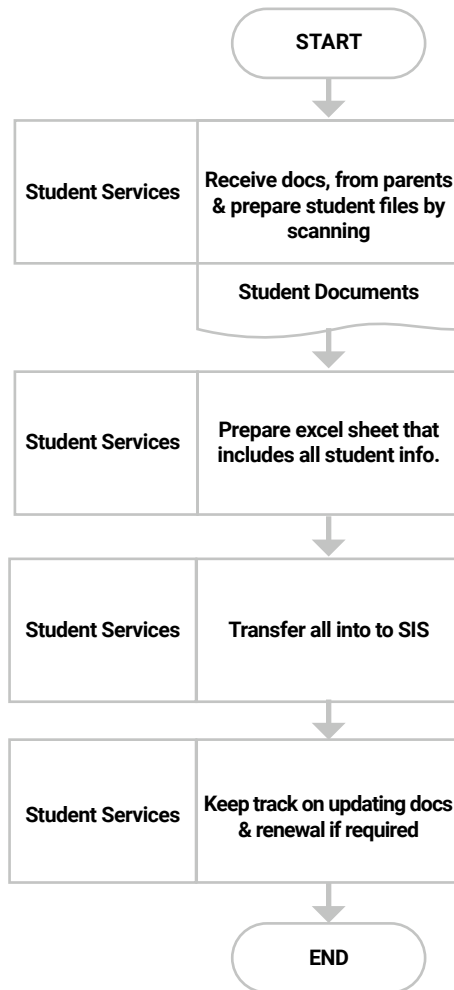 START
Student Services
Receive docs, from parents
& prepare student files by
scanning
Student Documents
Student Services
Prepare excel sheet that
includes all student info.
Student Services
Transfer all into to SIS
Student Services
Keep track on updating docs
& renewal if required
END